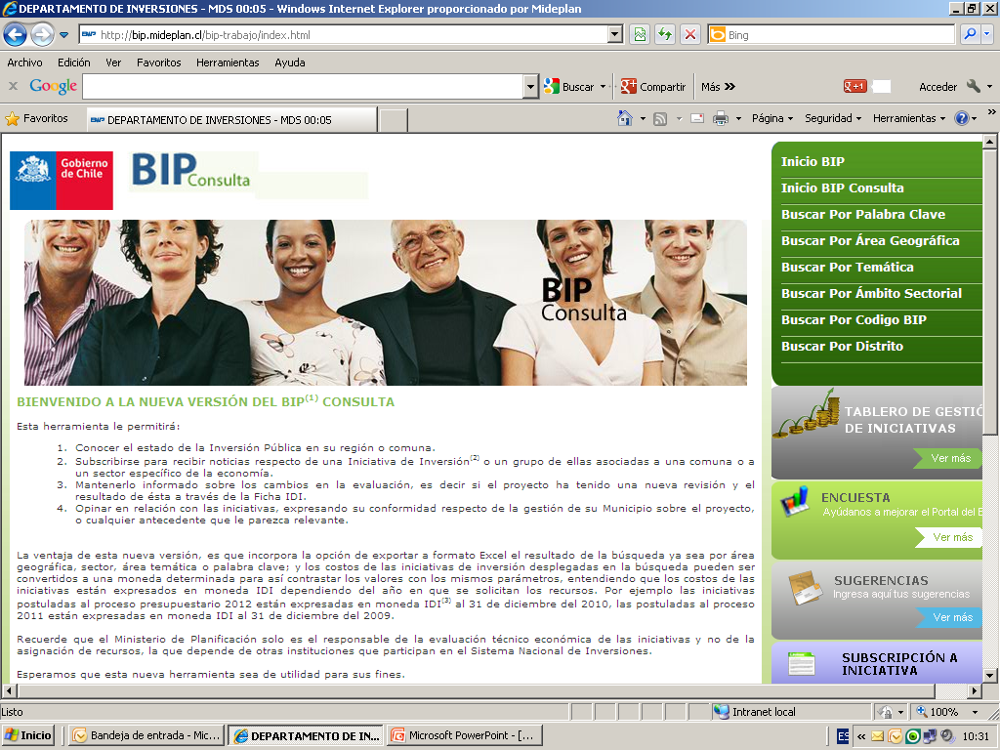 DEPARTAMENTO DE INVERSIONES - MDS 00:05 - Windows Internet Explorer proporcionado por Mideplan
http://bip.mideplan.cl/bip-trabajo/index.html
Bing
Archivo Edición Ver Favoritos Herramientas Ayuda
x Google Buscar Compartir Más +1 Acceder
Favoritos BIP DEPARTAMENTO DE INVERSIONES - MDS 00:05 Página Seguridad Herramientas
Gobierno
de Chile
BIP Consulta
BIP
Consulta
BIENVENIDO A LA NUEVA VERSIÓN DEL BIP(1) CONSULTA
Esta herramienta le permitirá:
1. Conocer el estado de la Inversión Pública en su región o comuna.
2. Subscribirse para recibir noticias respecto de una Iniciativa de Inversión(2) o un grupo de ellas asociadas a una comuna o a
un sector específico de la economía.
3. Mantenerlo informado sobre los cambios en la evaluación, es decir si el proyecto ha tenido una nueva revisión y el
resultado de ésta a través de la Ficha IDI.
4. Opinar en relación con las iniciativas, expresando su conformidad respecto de la gestión de su Municipio sobre el proyecto,
o cualquier antecedente que le parezca relevante.
La ventaja de esta nueva versión, es que incorpora la opción de exportar a formato Excel el resultado de la búsqueda ya sea por área
geográfica, sector, área temática o palabra clave; y los costos de las iniciativas de inversión desplegadas en la búsqueda pueden ser
convertidos a una moneda determinada para así contrastar los valores con los mismos parámetros, entendiendo que los costos de las
iniciativas están expresados en moneda IDI dependiendo del año en que se solicitan los recursos. Por ejemplo las iniciativas
postuladas al proceso presupuestario 2012 están expresadas en moneda IDI(3) al 31 de diciembre del 2010, las postuladas al proceso
2011 están expresadas en moneda IDI al 31 de diciembre del 2009.
Recuerde que el Ministerio de Planificación solo es el responsable de la evaluación técnico económica de las iniciativas y no de la
asignación de recursos, la que depende de otras instituciones que participan en el Sistema Nacional de Inversiones.
Esperamos que esta nueva herramienta sea de utilidad para sus fines.
Inicio BIP
Inicio BIP Consulta
Buscar Por Palabra Clave
Buscar Por Área Geográfica
Buscar Por Temática
Buscar Por Ámbito Sectorial
Buscar Por Codigo BIP
Buscar Por Distrito
TABLERO DE GESTIÓ
DE INICIATIVAS
Ver más
ENCUESTA
Ayúdanos a mejorar el Portal del B
Ver más
SUGERENCIAS
Ingresa aquí tus sugerencias
Ver más
SUBSCRIPCIÓN A
INICIATIVA
Listo Intranet local 100%
Inicio Bandeja de entrada - Mic... DEPARTAMENTO DE IN... Microsoft PowerPoint - [... ES 10:31